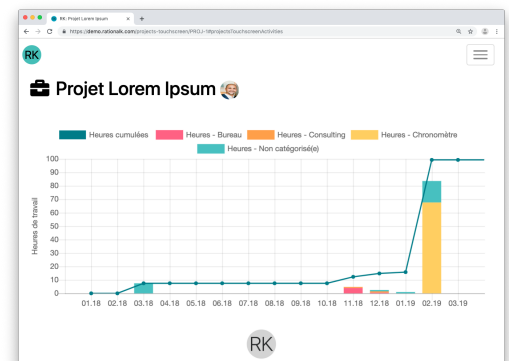 RK: Projet Lorem Ipsum
https://demo.rationalk.com/projects-touchscreen/PROJ-1#projectsTouchscreenActivities
RK
Projet Lorem Ipsum
Heures cumulées Heures - Bureau Heures - Consulting Heures - Chronomètre
Heures - Non catégorisé(e)
Heures de travail
100
90
80
70
60
50
40
30
20
10
0
01.18 02.18 03.18 04.18 05.18 06.18 07.18 08.18 09.18 10.18 11.18 12.18 01.19 02.19 03.19
RK